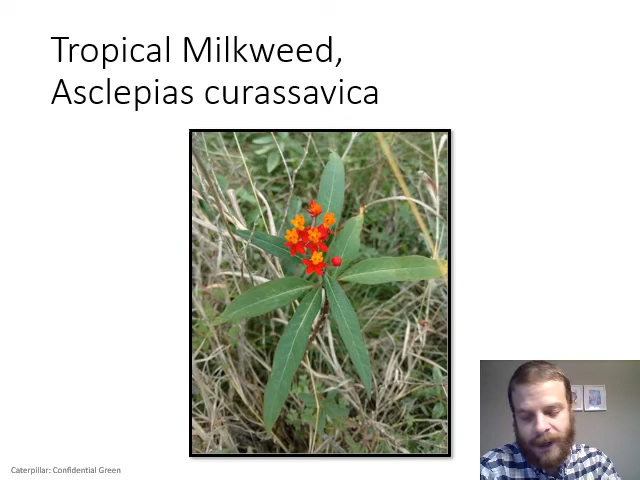 Tropical Milkweed,
Asclepias curassavica
Caterpillar: Confidential Green